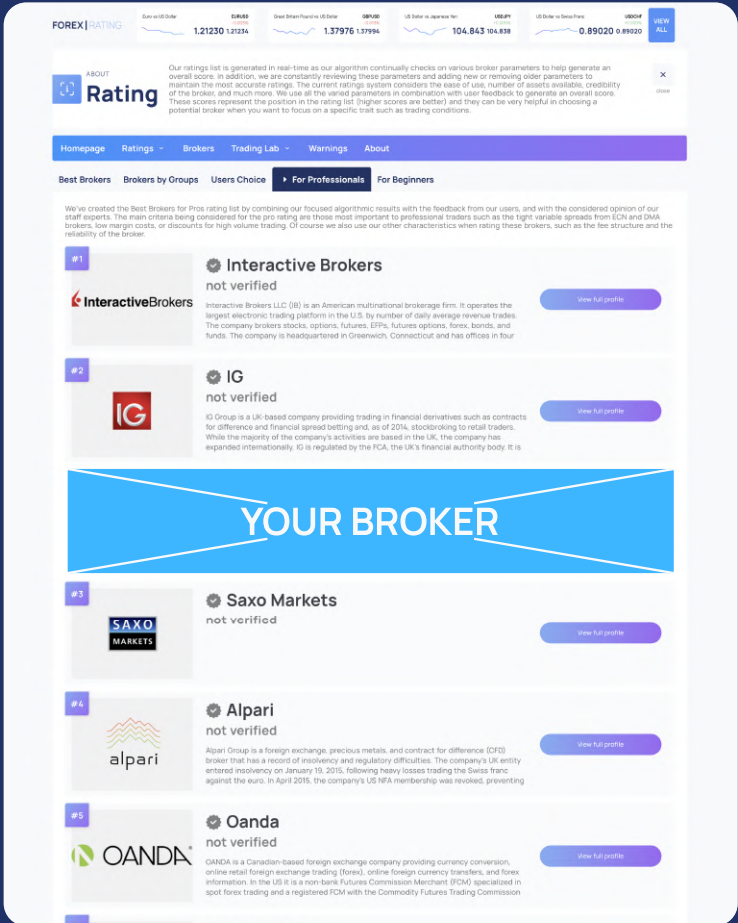 FOREX|RATING
Euro vs US Dollar EURUSD
1.21230 1.21234
Great Britain Pound vs US Dollar GBPUSD
1.37976 1.37994
US Dollar vs Japanese Yen USDJPY
104.843 104.838
US Dollar vs Swiss Franc USDCHF
0.89020 0.89020
VIEW
ALL
ABOUT
Rating
Our ratings list is generated in real-time as our algorithm continually checks on various broker parameters to help generate an
overall score. In addition, we are constantly reviewing these parameters and adding new or removing older parameters to
maintain the most accurate ratings. The current ratings system considers the ease of use, number of assets available, credibility
of the broker, and much more. We use all the varied parameters in combination with user feedback to generate an overall score.
These scores represent the position in the rating list (higher scores are better) and they can be very helpful in choosing a
potential broker when you want to focus on a specific trait such as trading conditions.
close
Homepage Ratings Brokers Trading Lab Warnings About
Best Brokers Brokers by Groups Users Choice For Professionals For Beginners
We've created the Best Brokers for Pros rating list by combining our focused algorithmic results with the feedback from our users, and with the considered opinion of our
staff experts. The main criteria being considered for the pro rating are those most important to professional traders such as the tight variable spreads from ECN and DMA
brokers, low margin costs, or discounts for high volume trading. Of course we also use our other characteristics when rating these brokers, such as the fee structure and the
reliability of the broker.
#1
InteractiveBrokers
Interactive Brokers
not verified
Interactive Brokers LLC (IB) is an American multinational brokerage firm. It operates the
largest electronic trading platform in the U.S. by number of daily average revenue trades.
The company brokers stocks, options, futures, EFPs, futures options, forex, bonds, and
funds. The company is headquartered in Greenwich, Connecticut and has offices in four
View full profile
#2
IG
IG
not verified
IG Group is a UK-based company providing trading in financial derivatives such as contracts
for difference and financial spread betting and, as of 2014, stockbroking to retail traders.
While the majority of the company's activities are based in the UK, the company has
expanded internationally. IG is regulated by the FCA, the UK's financial authority body. It is
View full profile
YOUR BROKER
#3
SAXO
MARKETS
Saxo Markets
not verified
View full profile
#4
alpari
Alpari
not verified
Alpari Group is a foreign exchange, precious metals, and contract for difference (CFD)
broker that has a record of insolvency and regulatory difficulties. The company's UK entity
entered insolvency on January 19, 2015, following heavy losses trading the Swiss franc
against the euro. In April 2015, the company's US NFA membership was revoked, preventing
View full profile
#5
OANDA
Oanda
not verified
OANDA is a Canadian-based foreign exchange company providing currency conversion,
online retail foreign exchange trading (forex), online foreign currency transfers, and forex
information. In the US it is a non-bank Futures Commission Merchant (FCM) specialized in
spot forex trading and a registered FCM with the Commodity Futures Trading Commission
View full profile